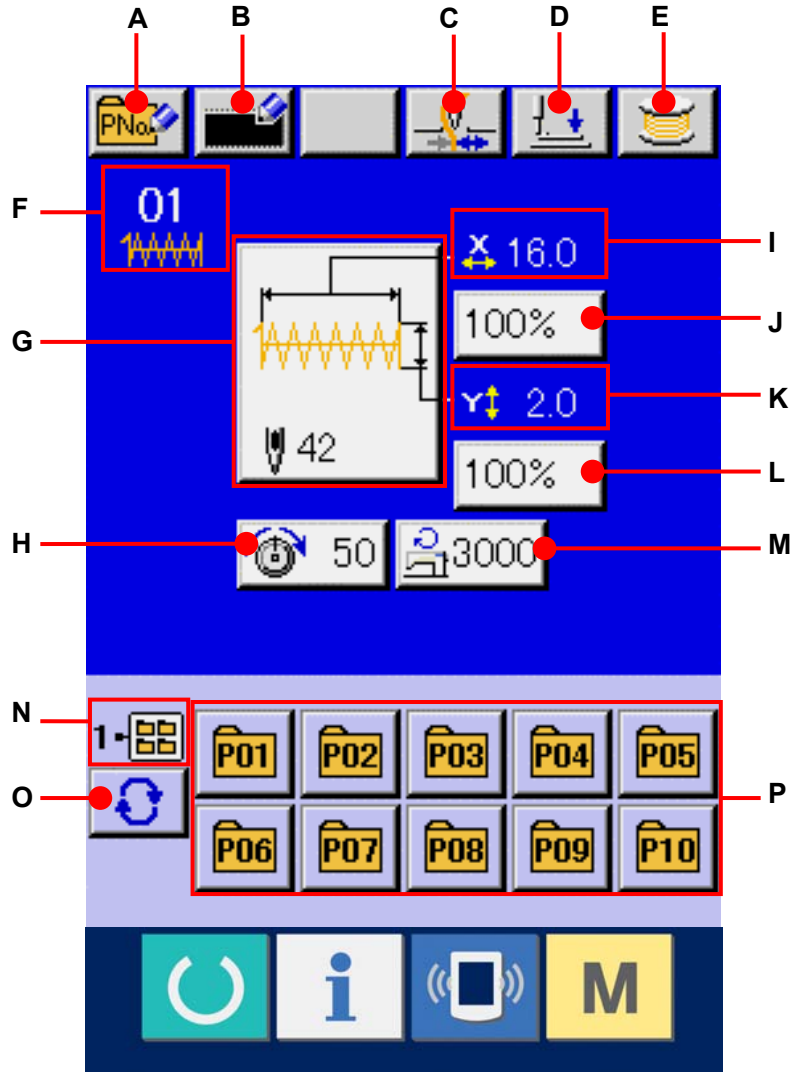 A B C D E
PNo.
F 01
I X 16.0
G 1
J 100%
K Y 2.0
42
L 100%
H 50 3000 M
N 1
P01 P02 P03 P04 P05
O P
P06 P07 P08 P09 P10
i M